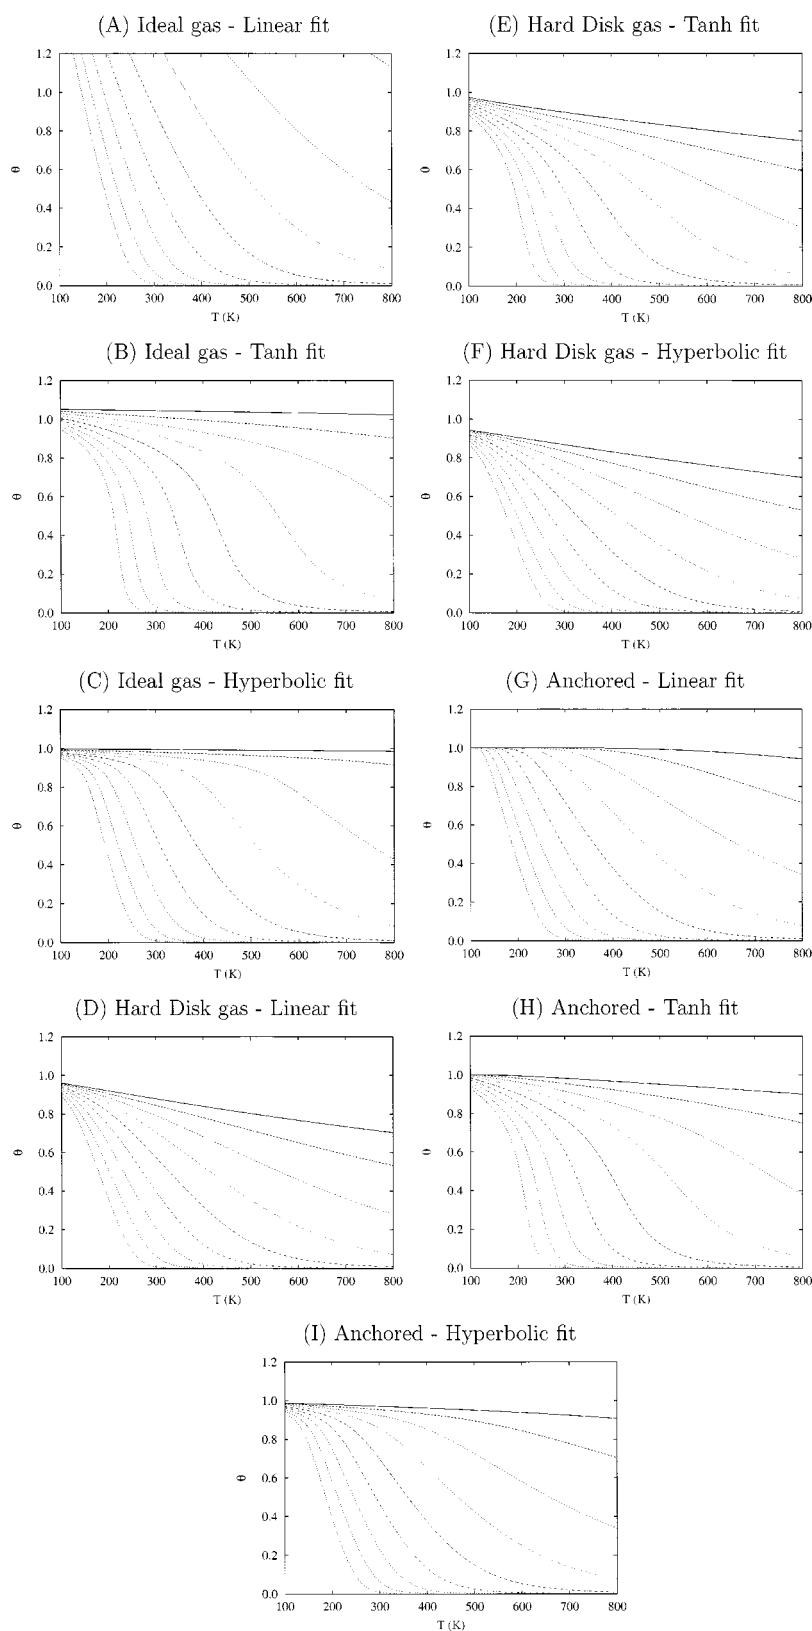 (A) Ideal gas - Linear fit
1.2
1.0
0.8
0.6
0.4
0.2
0.0
θ
100 200 300 400 500 600 700 800
T (K)
(E) Hard Disk gas - Tanh fit
1.2
1.0
0.8
0.6
0.4
0.2
0.0
θ
100 200 300 400 500 600 700 800
T (K)
(B) Ideal gas - Tanh fit
1.2
1.0
0.8
0.6
0.4
0.2
0.0
θ
100 200 300 400 500 600 700 800
T (K)
(F) Hard Disk gas - Hyperbolic fit
1.2
1.0
0.8
0.6
0.4
0.2
0.0
θ
100 200 300 400 500 600 700 800
T (K)
(C) Ideal gas - Hyperbolic fit
1.2
1.0
0.8
0.6
0.4
0.2
0.0
θ
100 200 300 400 500 600 700 800
T (K)
(G) Anchored - Linear fit
1.2
1.0
0.8
0.6
0.4
0.2
0.0
θ
100 200 300 400 500 600 700 800
T (K)
(D) Hard Disk gas - Linear fit
1.2
1.0
0.8
0.6
0.4
0.2
0.0
θ
100 200 300 400 500 600 700 800
T (K)
(H) Anchored - Tanh fit
1.2
1.0
0.8
0.6
0.4
0.2
0.0
θ
100 200 300 400 500 600 700 800
T (K)
(I) Anchored - Hyperbolic fit
1.2
1.0
0.8
0.6
0.4
0.2
0.0
θ
100 200 300 400 500 600 700 800
T (K)